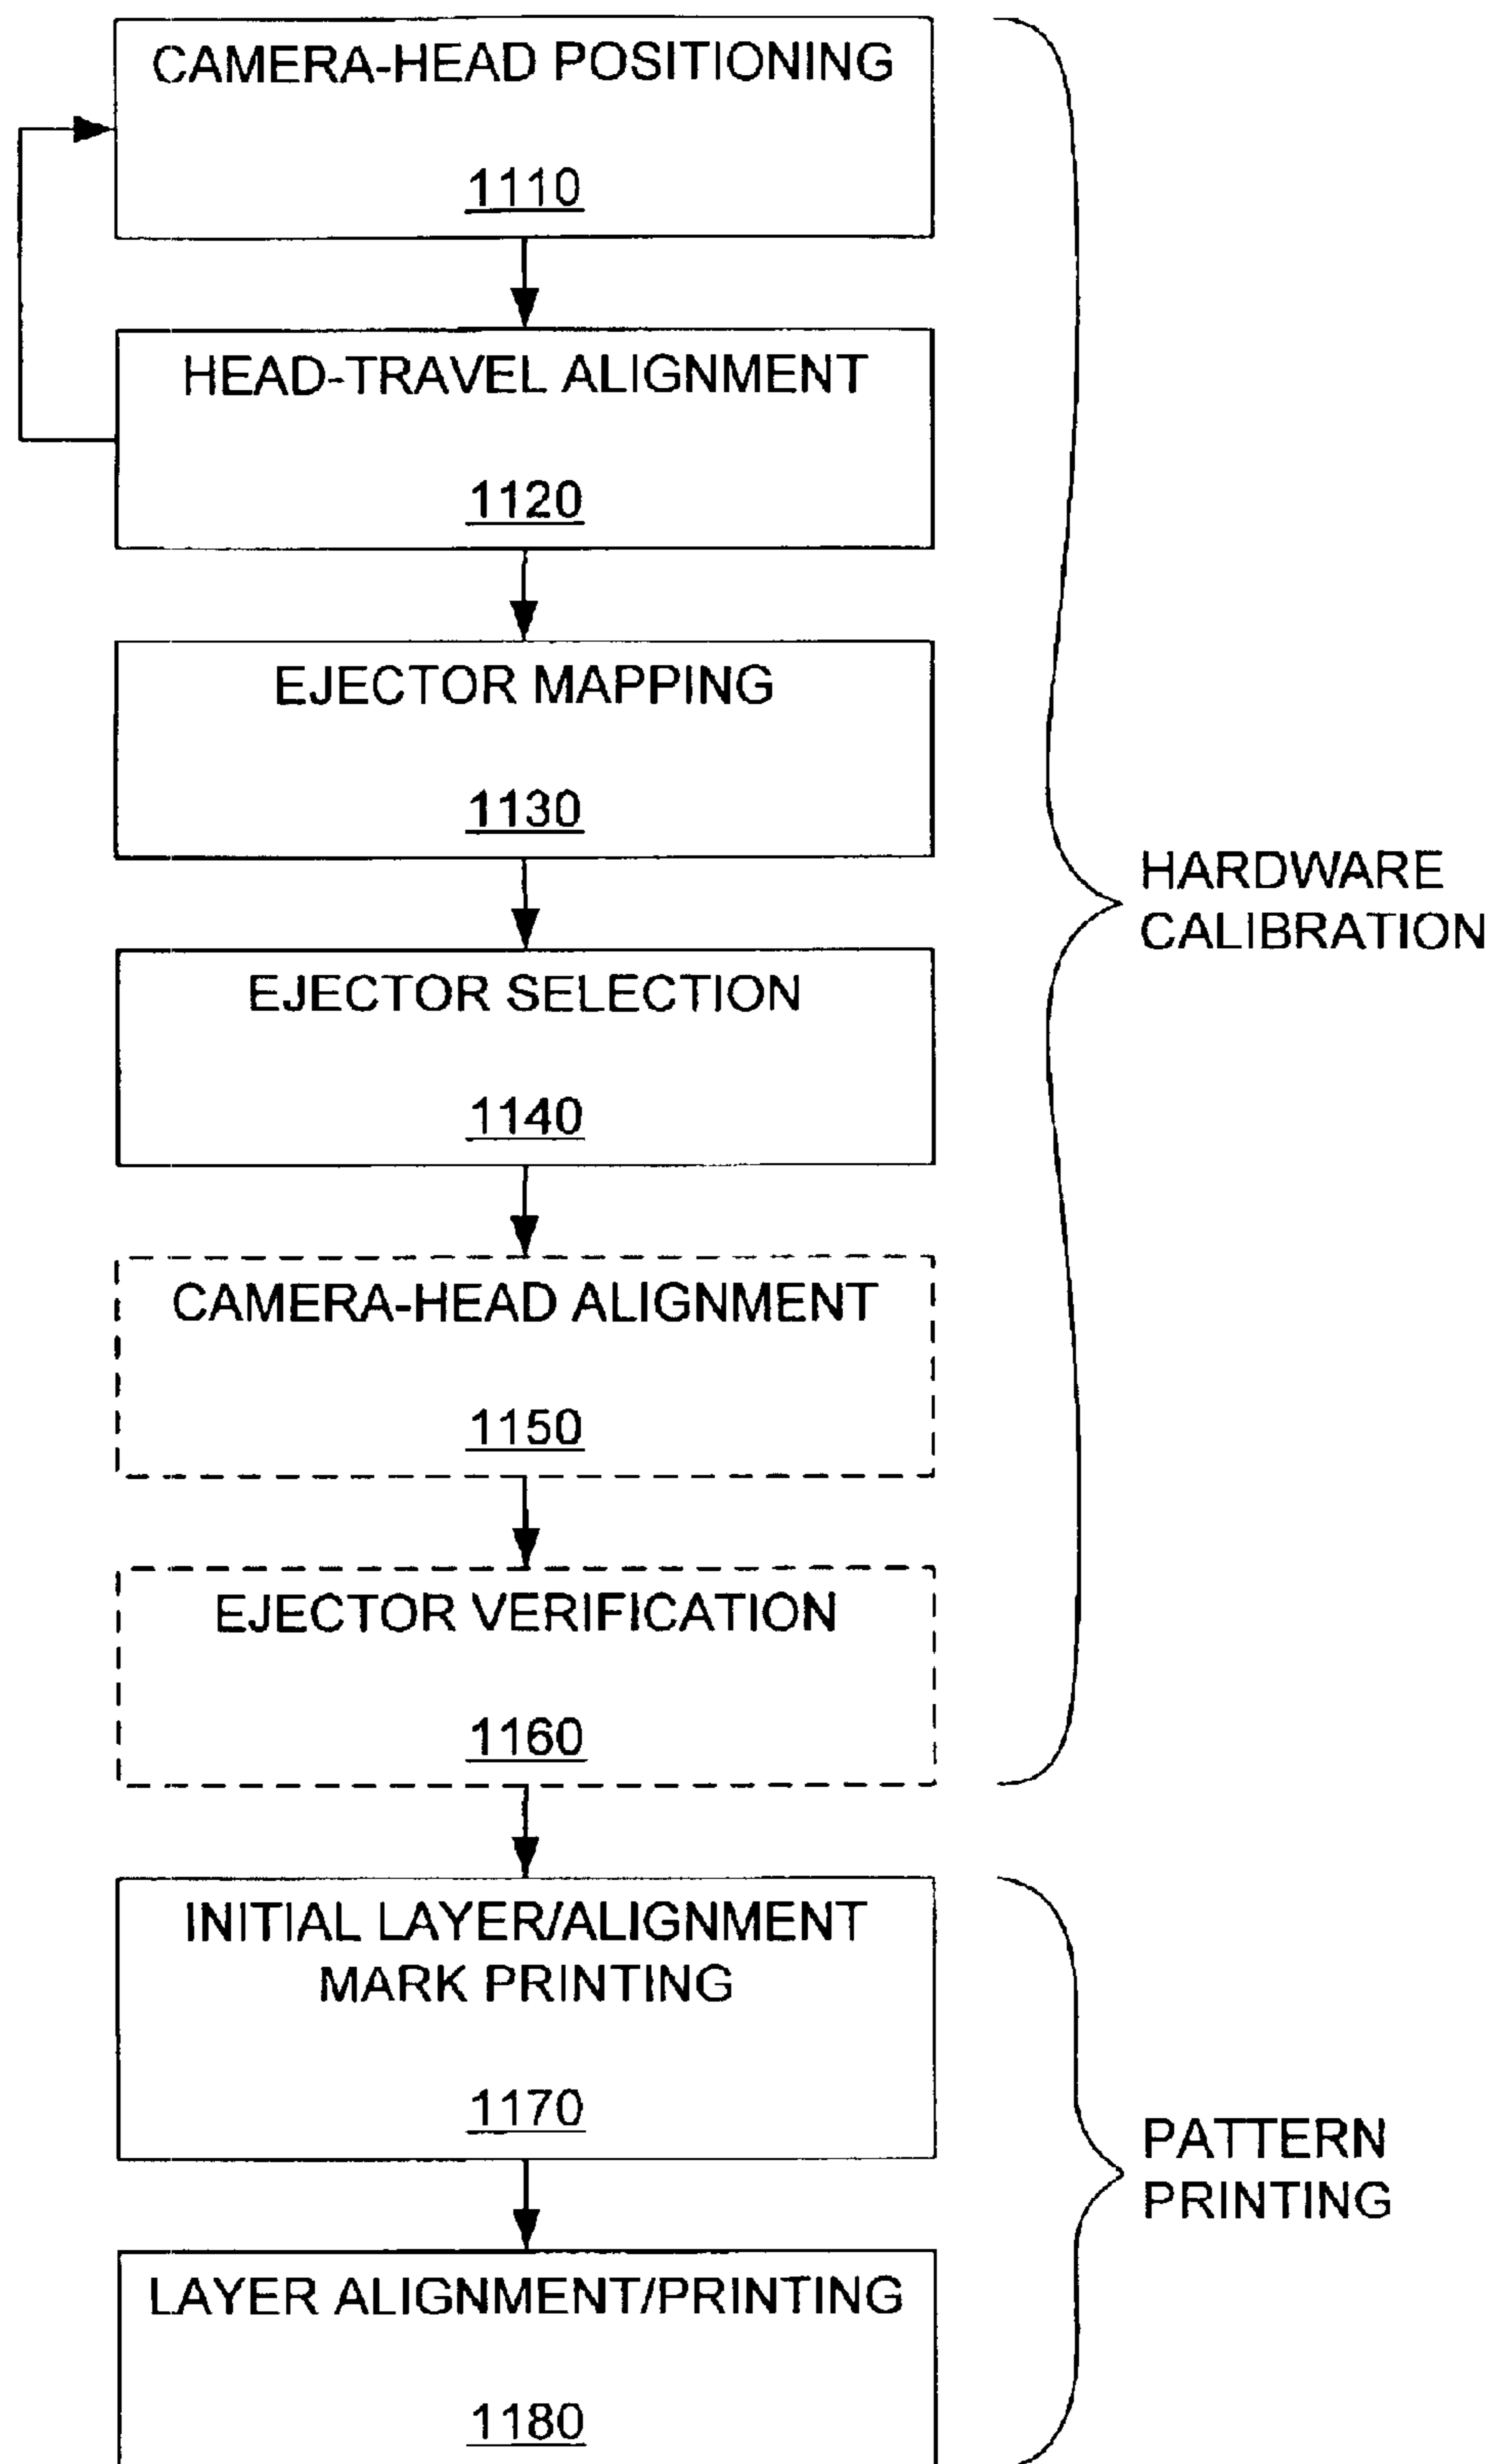 CAMERA-HEAD POSITIONING
1110
HEAD-TRAVEL ALIGNMENT
1120
EJECTOR MAPPING
1130
EJECTOR SELECTION
1140
CAMERA-HEAD ALIGNMENT
1150
EJECTOR VERIFICATION
1160
HARDWARE
CALIBRATION
INITIAL LAYER/ALIGNMENT
MARK PRINTING
1170
LAYER ALIGNMENT/PRINTING
1180
PATTERN
PRINTING